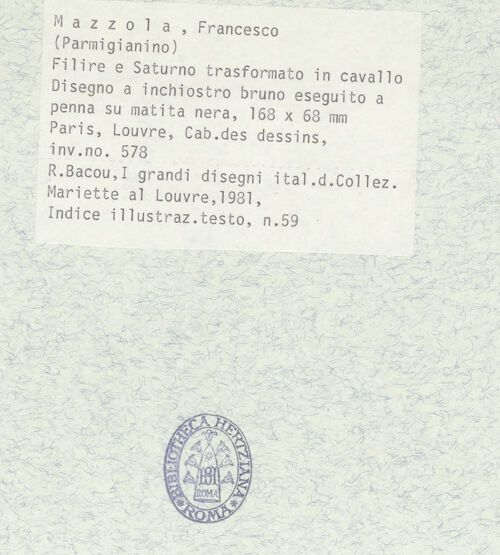 M a z z o l a , Francesco
(Parmigianino)
Filire e Saturno trasformato in cavallo
Disegno a inchiostro bruno eseguito a
penna su matita nera, 168 x 68 mm
Paris, Louvre, Cab.des dessins,
inv.no. 578
R.Bacou,I grandi disegni ital.d.Collez.
Mariette al Louvre,1981,
Indice illustraz.testo, n.59
BIBLIOTHECA HERTZIANA
ROMA
ROMA